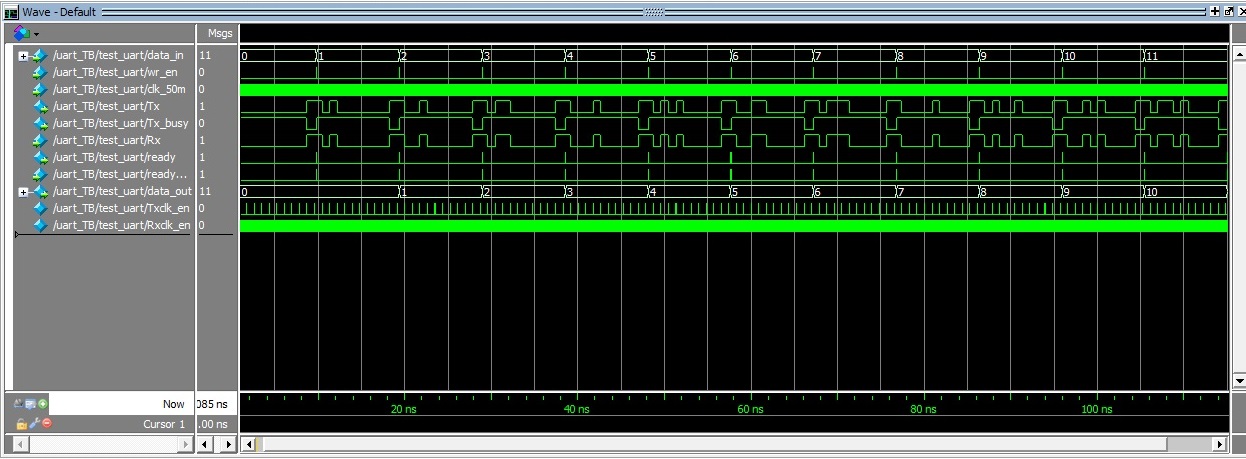 Wave - Default
Msgs
/uart_TB/test_uart/data_in 11 0 1 2 3 4 5 6 7 8 9 10 11
/uart_TB/test_uart/wr_en 0
/uart_TB/test_uart/clk_50m 0
/uart_TB/test_uart/Tx 1
/uart_TB/test_uart/Tx_busy 0
/uart_TB/test_uart/Rx 1
/uart_TB/test_uart/ready 1
/uart_TB/test_uart/ready... 1
/uart_TB/test_uart/data_out 11 0 1 2 3 4 5 6 7 8 9 10
/uart_TB/test_uart/Txclk_en 0
/uart_TB/test_uart/Rxclk_en 0
Now 085 ns 20 ns 40 ns 60 ns 80 ns 100 ns
Cursor 1 .00 ns